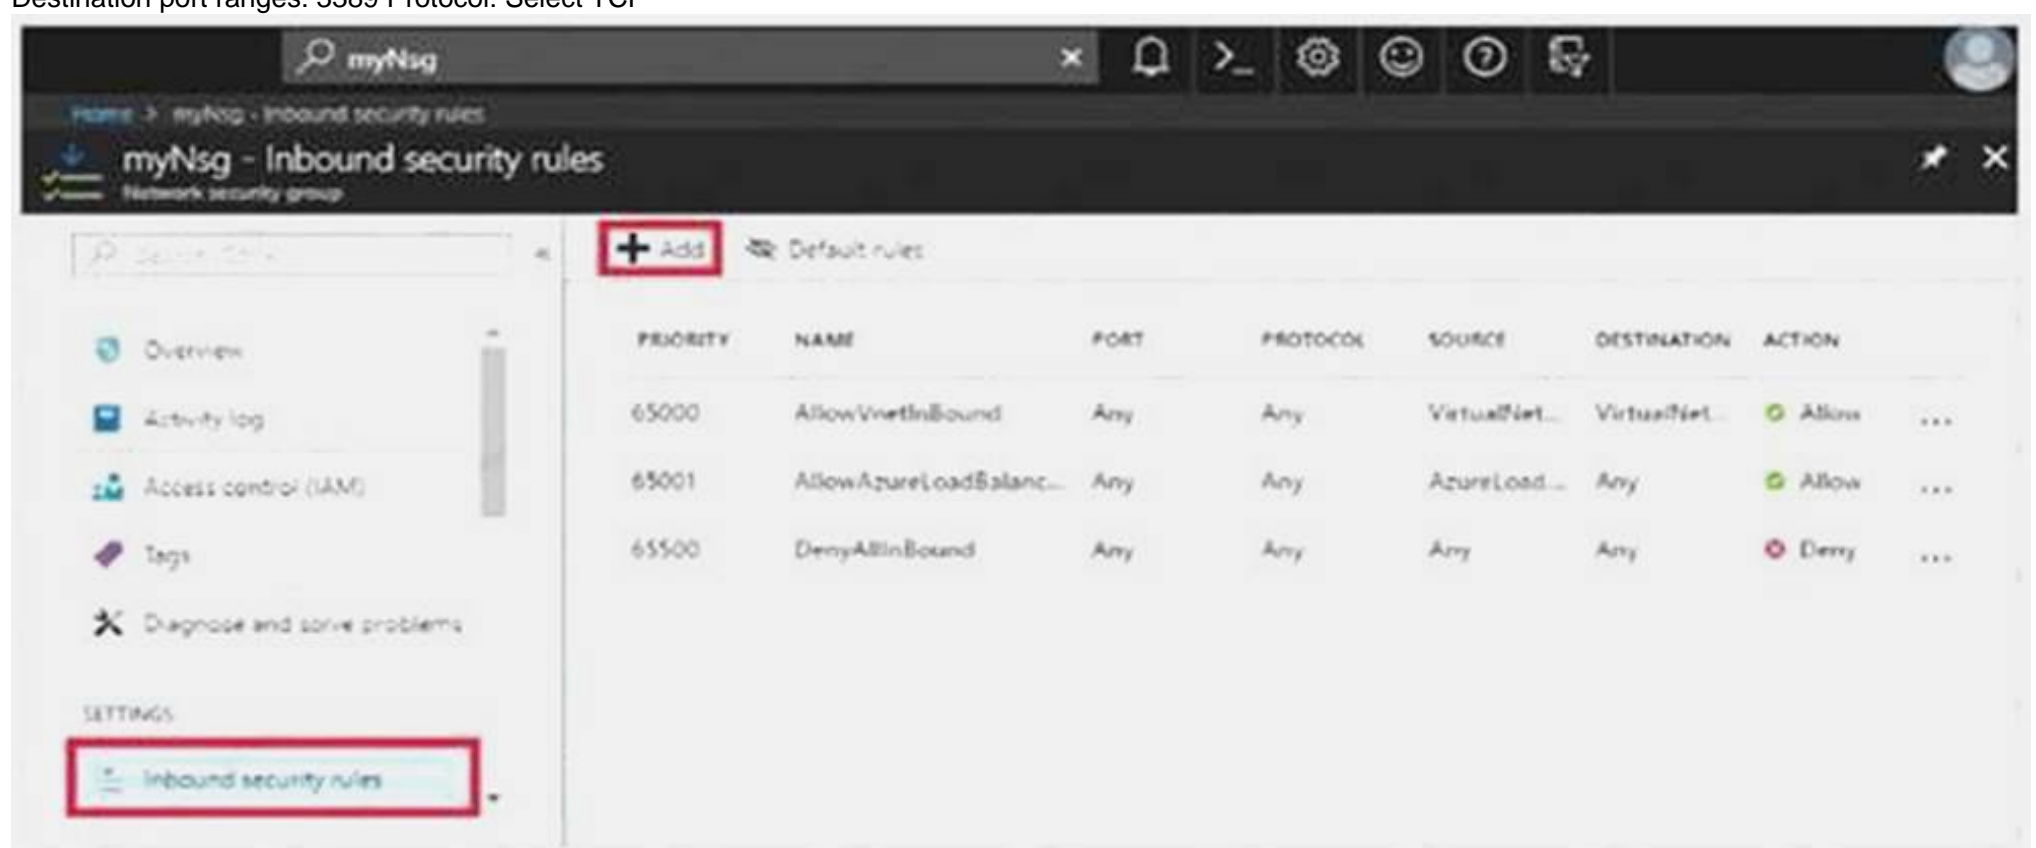 Destination port ranges: 3389 Protocol: Select TCP
myNsg
Home > myNsg - Inbound security rules
myNsg - Inbound security rules
Network security group
Add
Default rules
PRIORITY NAME PORT PROTOCOL SOURCE DESTINATION ACTION
65000 AllowVnetInBound Any Any VirtualNet... VirtualNet... Allow ...
65001 AllowAzureLoadBalanc... Any Any AzureLoad... Any Allow ...
65500 DenyAllInBound Any Any Any Any Deny ...
Overview
Activity log
Access control (IAM)
Tags
Diagnose and solve problems
SETTINGS
Inbound security rules